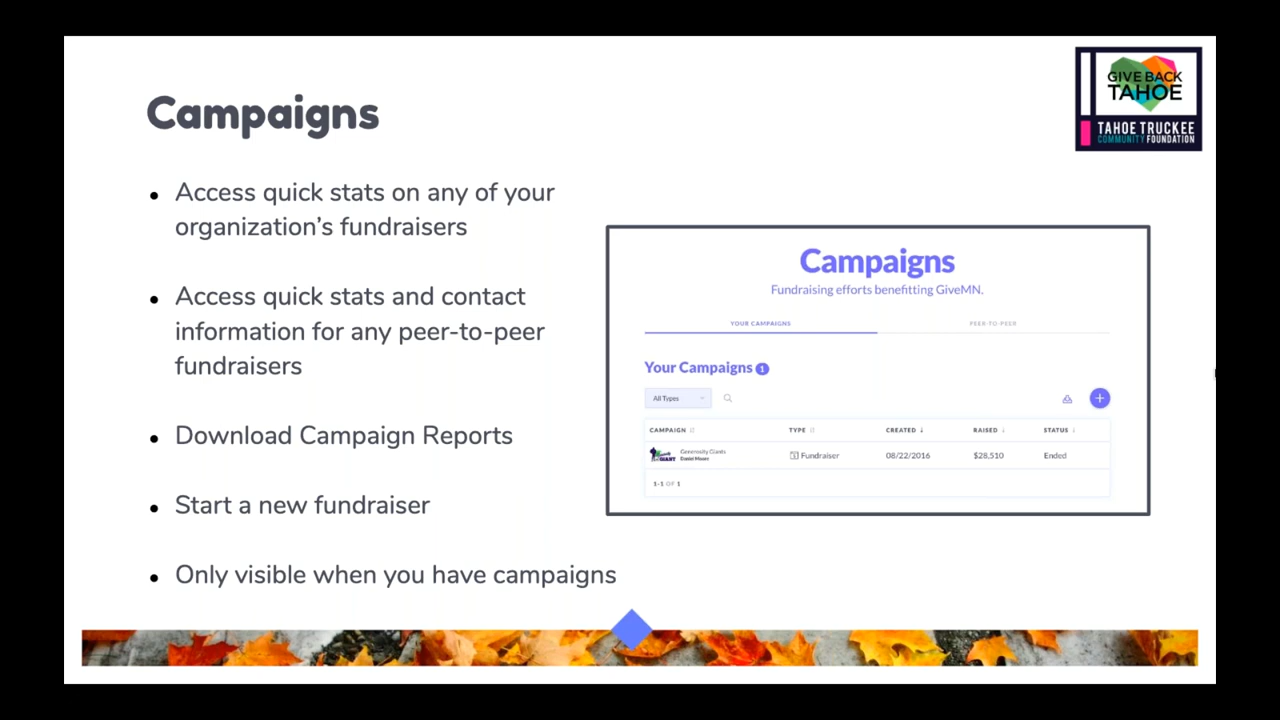 GIVE BACK
TAHOE
TAHOE TRUCKEE
COMMUNITY FOUNDATION
Campaigns
• Access quick stats on any of your
organization's fundraisers
• Access quick stats and contact
information for any peer-to-peer
fundraisers
• Download Campaign Reports
• Start a new fundraiser
• Only visible when you have campaigns
Campaigns
Fundraising efforts benefitting GiveMN.
YOUR CAMPAIGNS PEER-TO-PEER
Your Campaigns 1
All Types
CAMPAIGN TYPE CREATED RAISED STATUS
GIANT Generosity Giants Fundraiser 08/22/2016 $28,510 Ended
1-1 OF 1